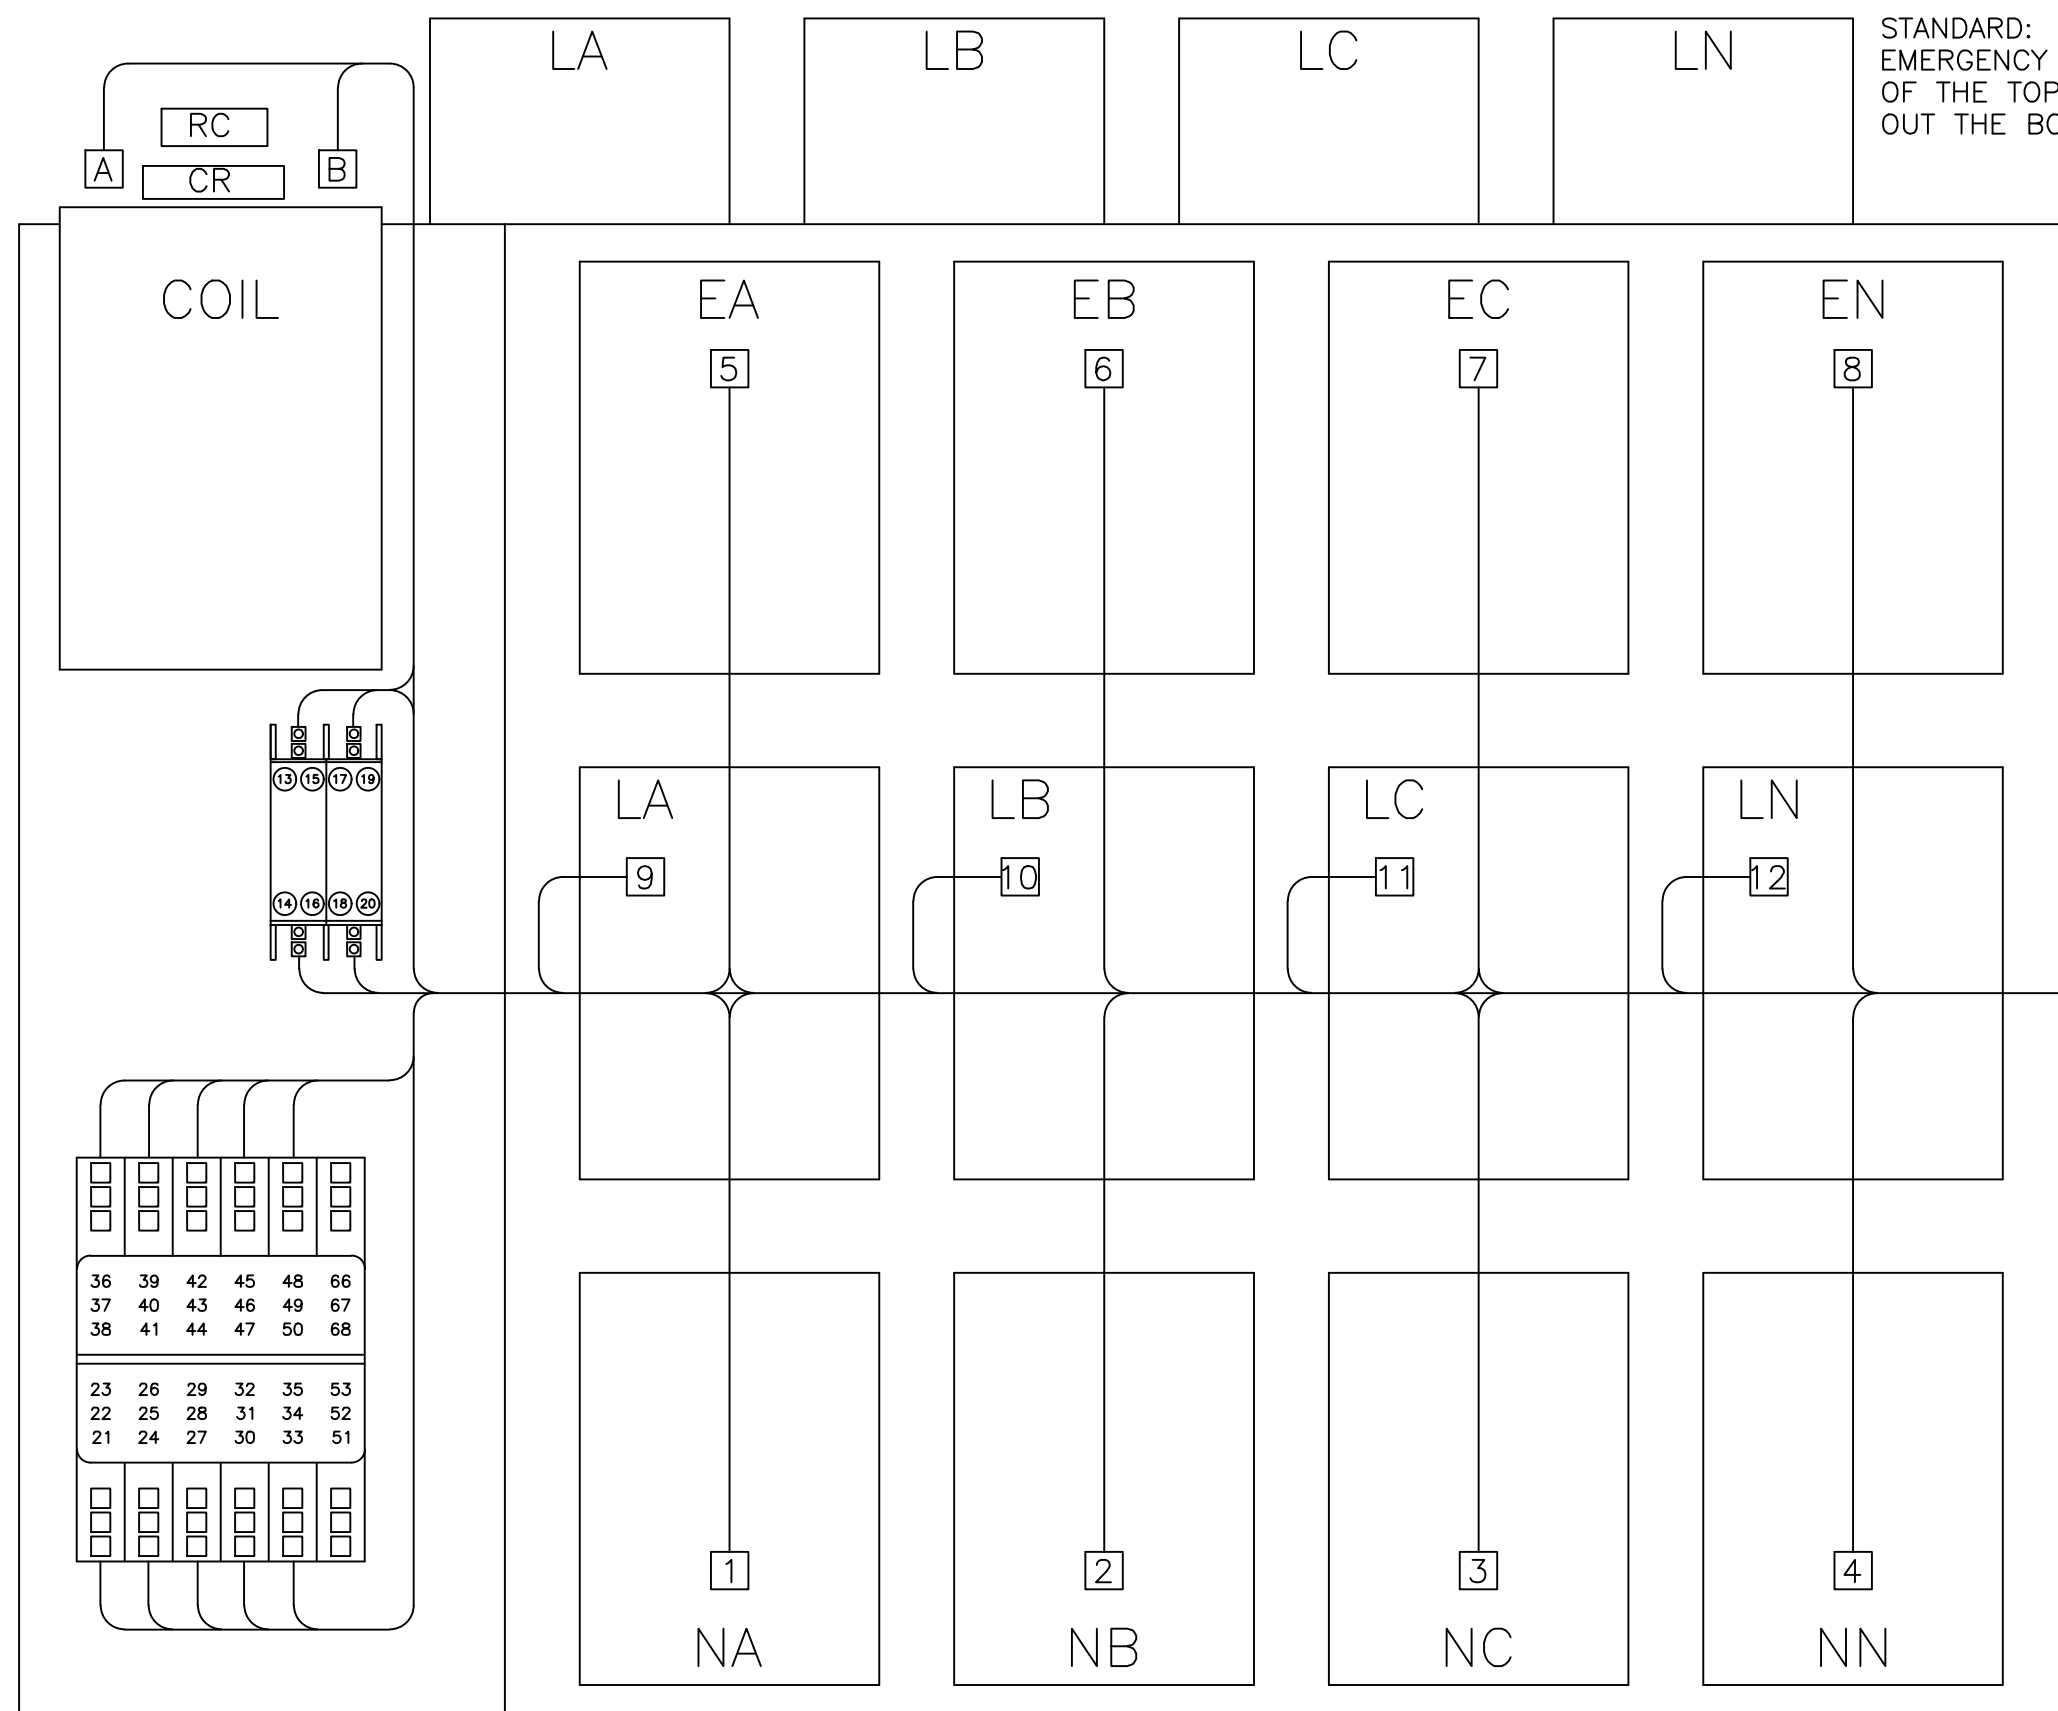 LA LB LC LN
STANDARD:
EMERGENCY
OF THE TOP
OUT THE
RC
A B
CR
COIL
EA EB EC EN
5 6 7 8
13 15 17 19
LA LB LC LN
9 10 11 12
14 16 18 20
36 39 42 45 48 66
37 40 43 46 49 67
38 41 44 47 50 68
23 26 29 32 35 53
22 25 28 31 34 52
21 24 27 30 33 51
1 2 3 4
NA NB NC NN